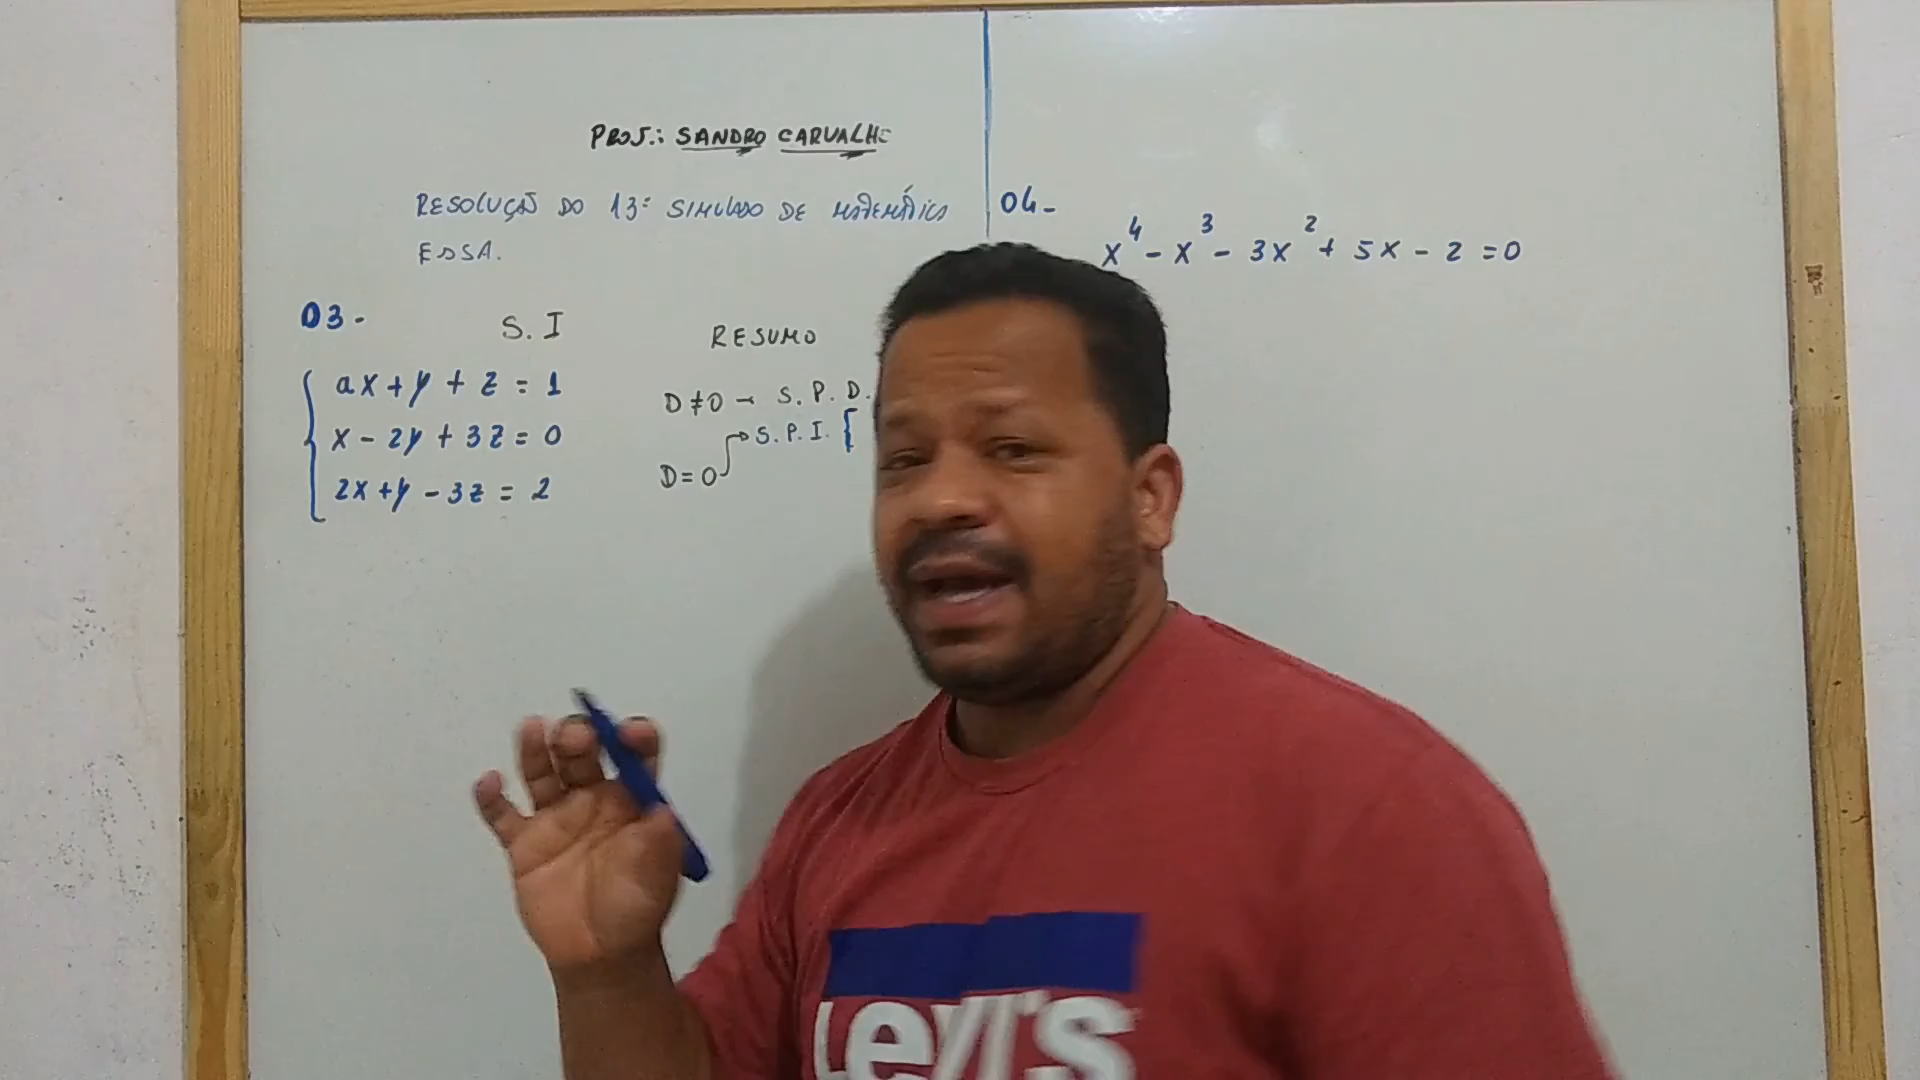 PROF.: SANDRO CARVALHO
RESOLUÇÃO DO 13º SIMULADO DE MATEMÁTICA
ESSA.
03- S.I
ax + y + z = 1
x - 2y + 3z = 0
2x + y - 3z = 2
RESUMO
D ≠ 0 → S.P.D.
→ S.P.I. {
D = 0
04-
x⁴ - x³ - 3x² + 5x - 2 = 0
Levi's